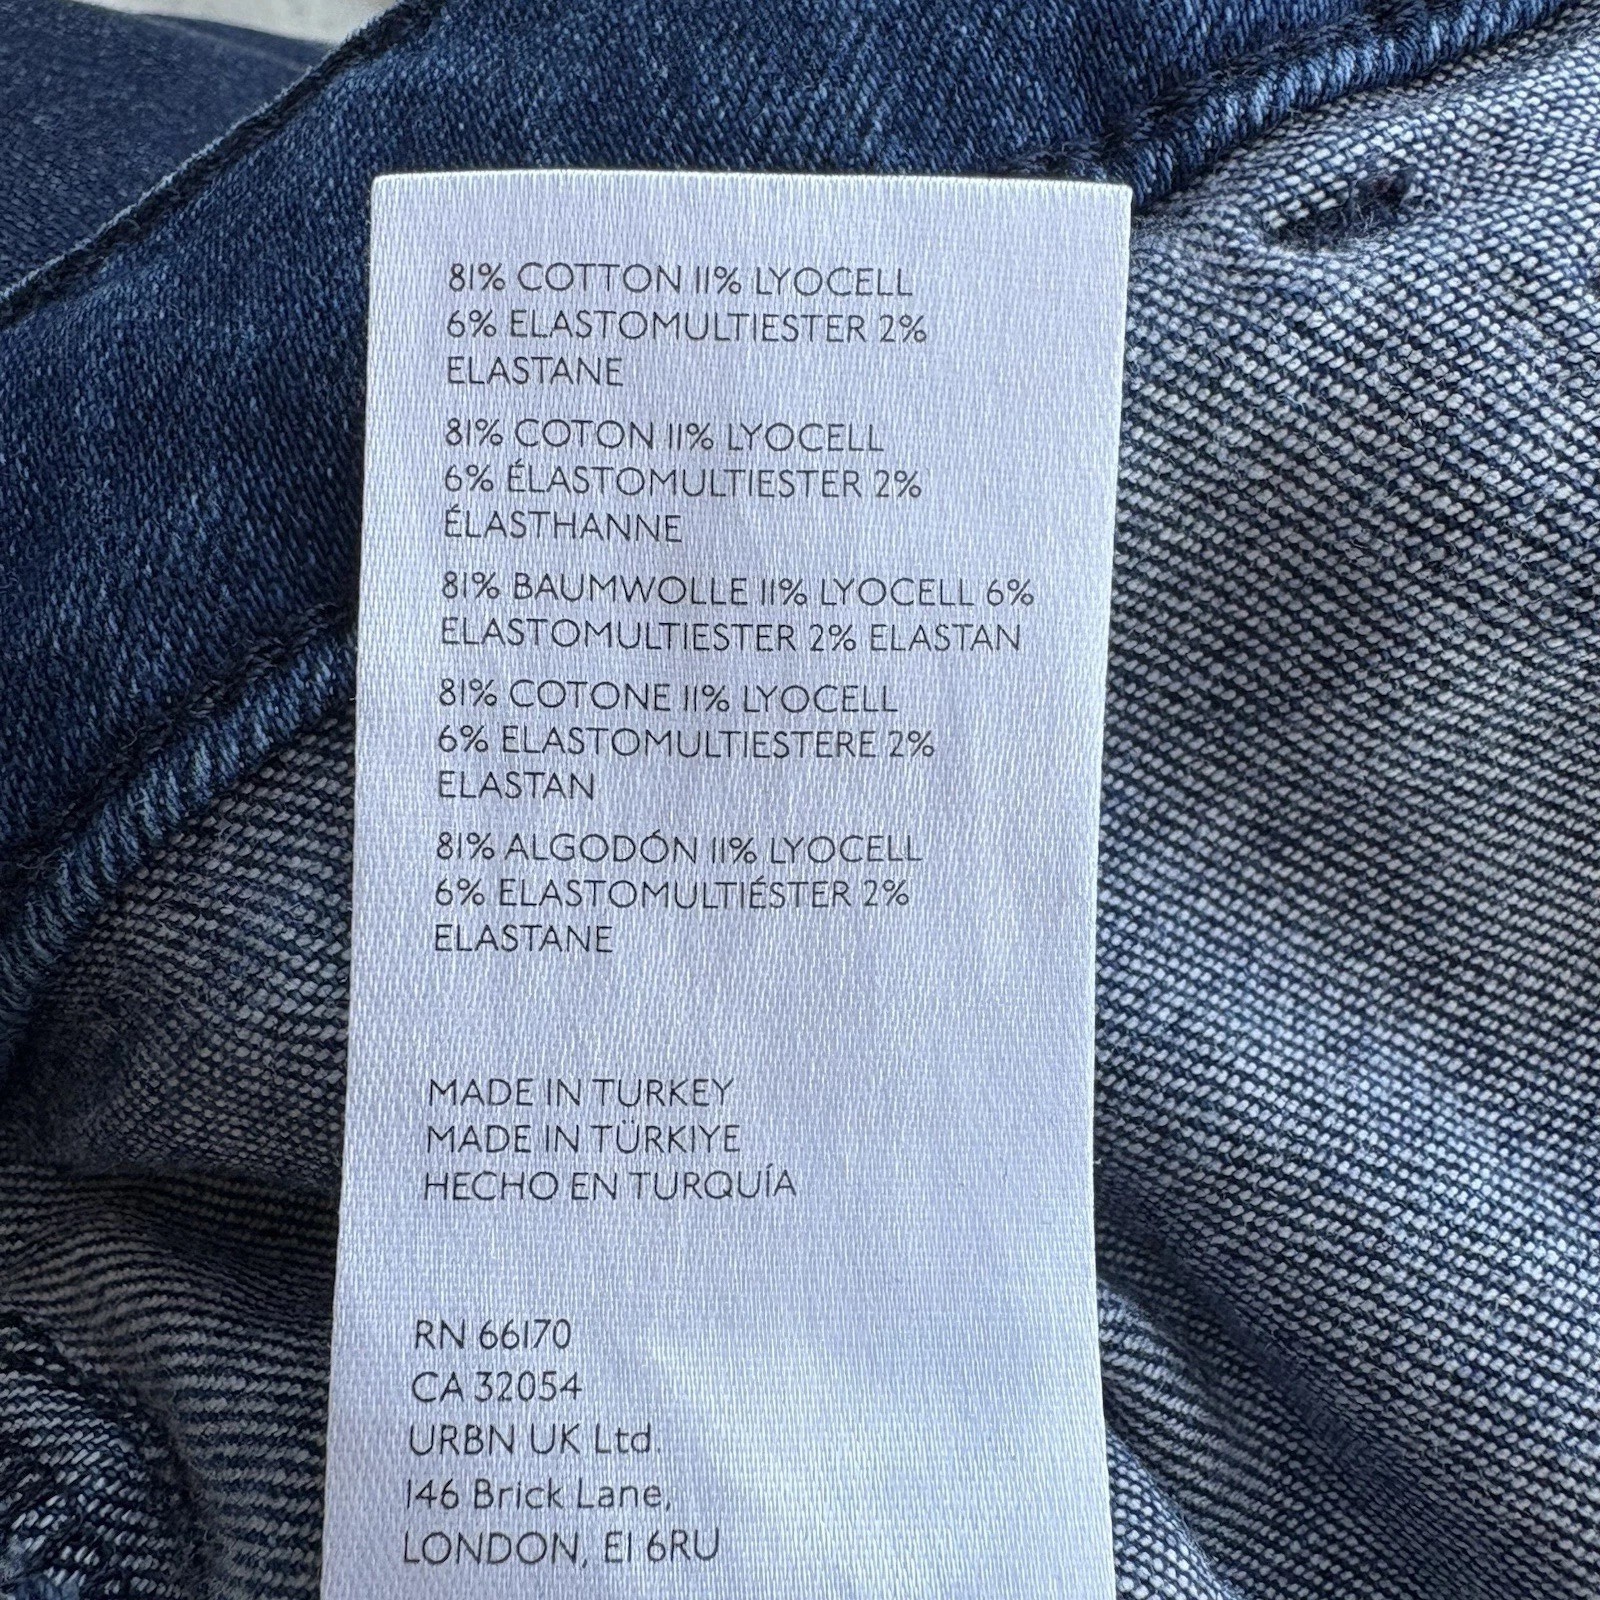 81% COTTON 11% LYOCELL
6% ELASTOMULTIESTER 2%
ELASTANE
81% COTON 11% LYOCELL
6% ÉLASTOMULTIESTER 2%
ÉLASTHANNE
81% BAUMWOLLE 11% LYOCELL 6%
ELASTOMULTIESTER 2% ELASTAN
81% COTONE 11% LYOCELL
6% ELASTOMULTIESTERE 2%
ELASTAN
81% ALGODÓN 11% LYOCELL
6% ELASTOMULTIÉSTER 2%
ELASTANE
MADE IN TURKEY
MADE IN TÜRKIYE
HECHO EN TURQUÍA
RN 66170
CA 32054
URBN UK Ltd.
146 Brick Lane,
LONDON, E1 6RU